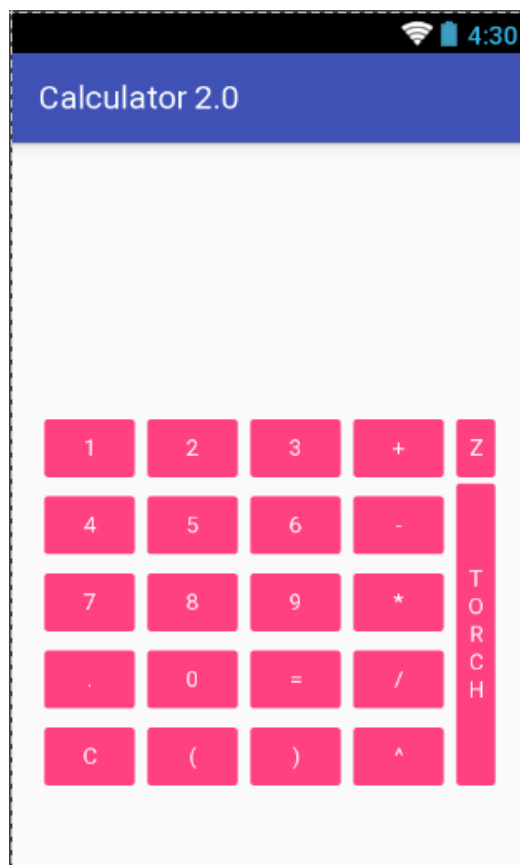 4:30
Calculator 2.0
1 2 3 + Z
4 5 6 -
7 8 9 *
. 0 = /
C ( ) ^
T
O
R
C
H